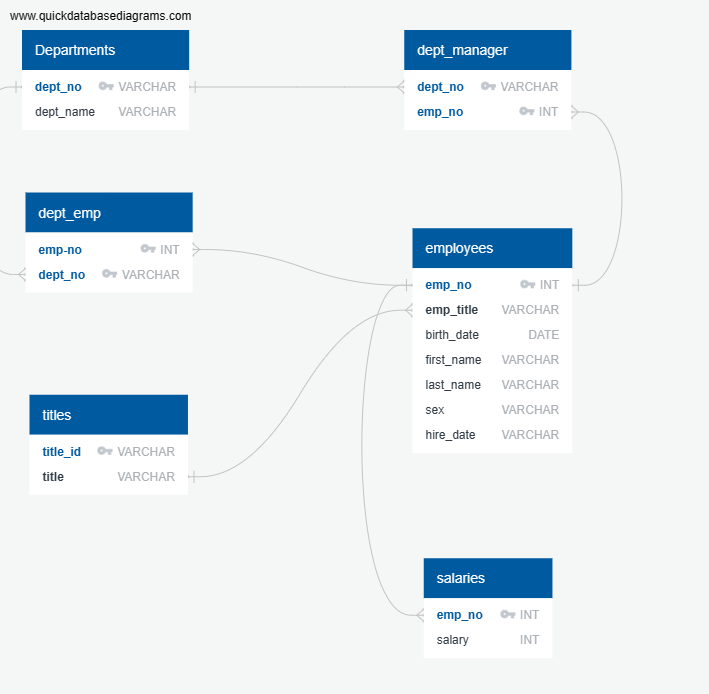 www.quickdatabasediagrams.com
Departments
dept_no VARCHAR
dept_name VARCHAR
dept_manager
dept_no VARCHAR
emp_no INT
dept_emp
emp-no INT
dept_no VARCHAR
employees
emp_no INT
emp_title VARCHAR
birth_date DATE
first_name VARCHAR
last_name VARCHAR
sex VARCHAR
hire_date VARCHAR
titles
title_id VARCHAR
title VARCHAR
salaries
emp_no INT
salary INT